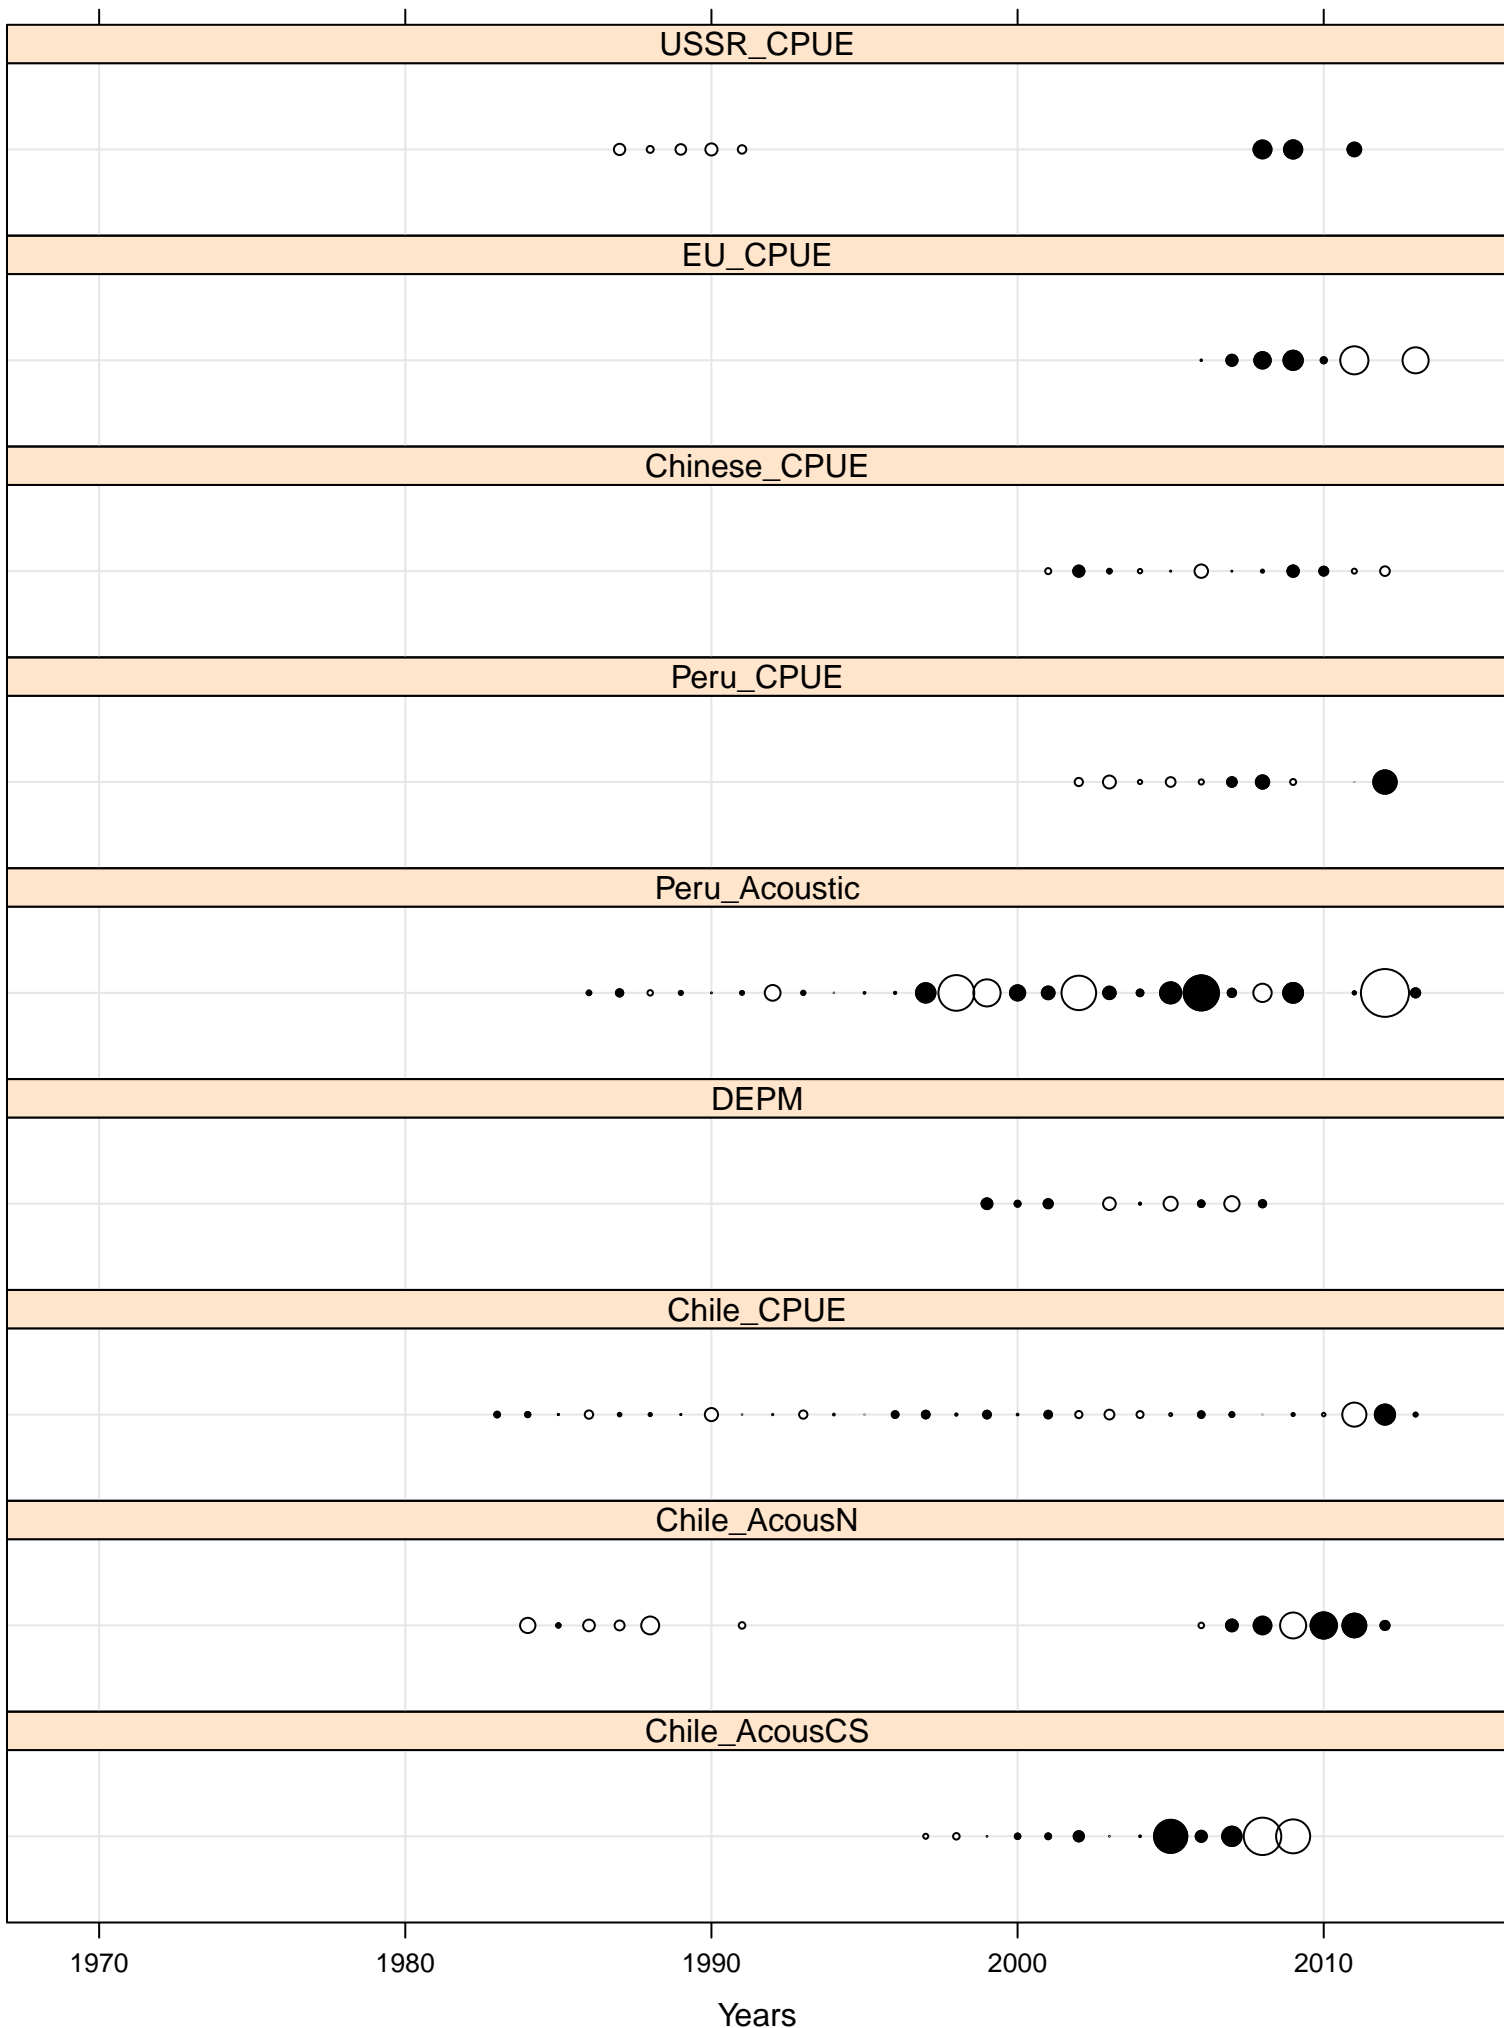 USSR_CPUE
EU_CPUE
Chinese_CPUE
Peru_CPUE
Peru_Acoustic
DEPM
Chile_CPUE
Chile_AcousN
Chile_AcousCS
1970 1980 1990 2000 2010
Years